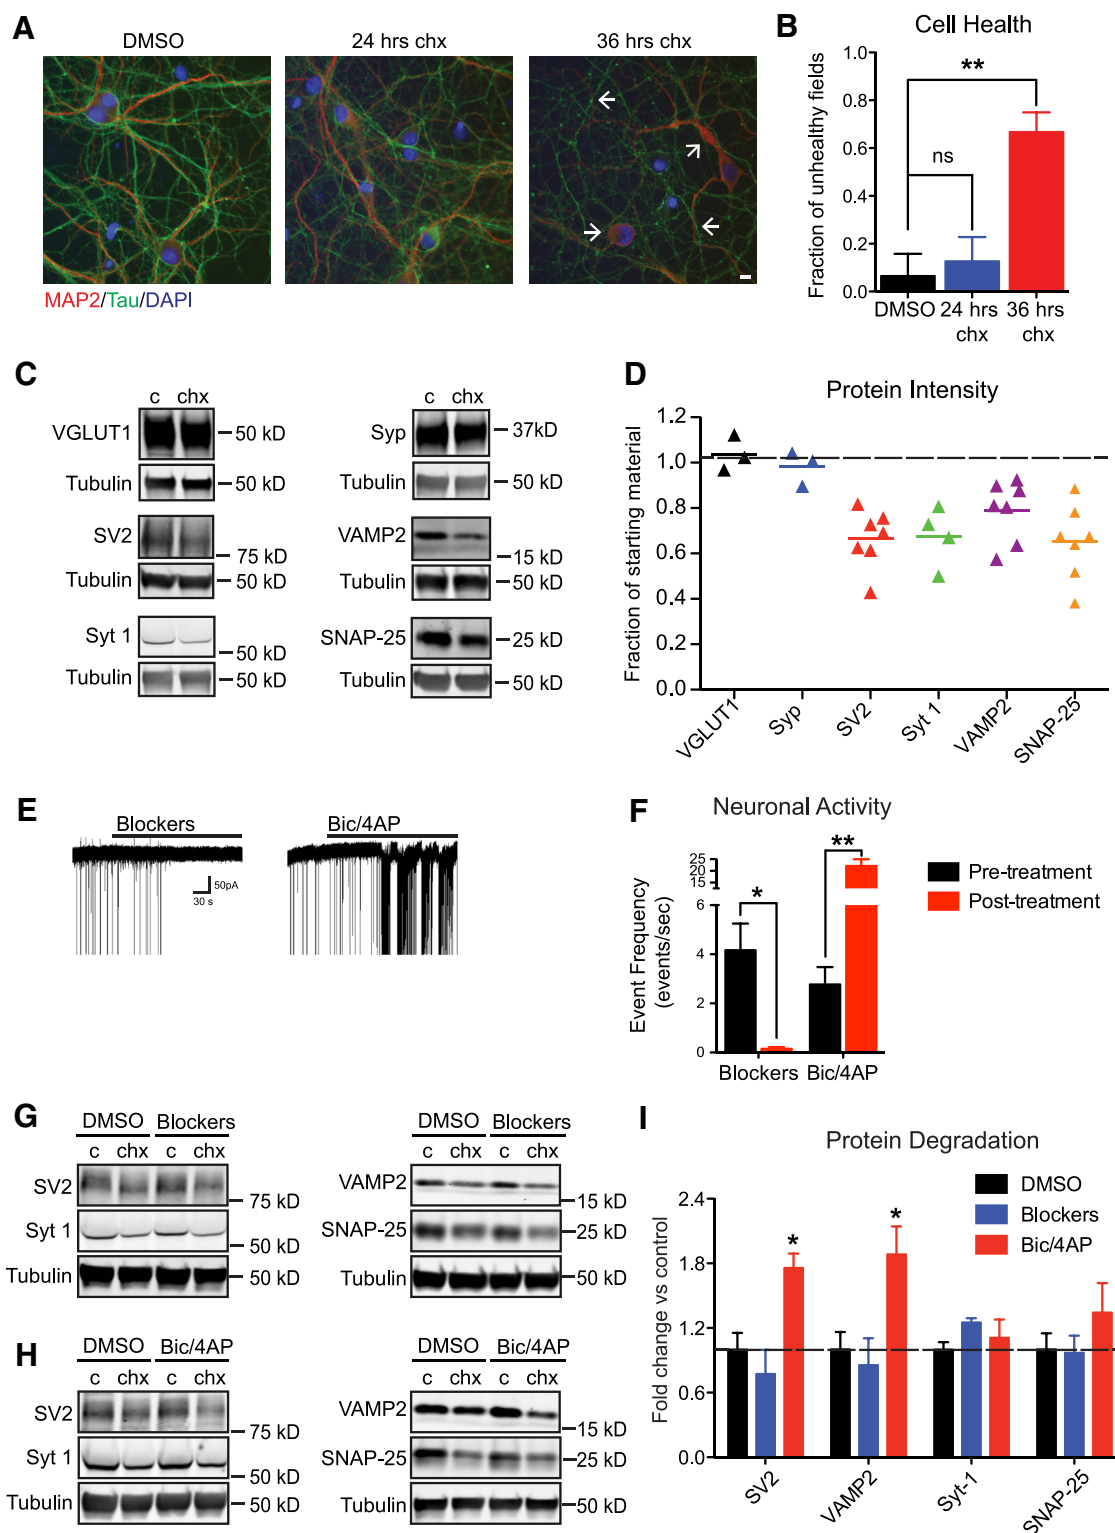 A
DMSO
24 hrs chx
36 hrs chx
MAP2/Tau/DAPI
B
Cell Health
Fraction of unhealthy fields
1.0
0.8
0.6
0.4
0.2
0.0
**
ns
DMSO
24 hrs
chx
36 hrs
chx
C
c chx
VGLUT1
50 kD
Tubulin
50 kD
SV2
75 kD
Tubulin
50 kD
Syt 1
50 kD
Tubulin
50 kD
c chx
Syp
37kD
Tubulin
50 kD
VAMP2
15 kD
Tubulin
50 kD
SNAP-25
25 kD
Tubulin
50 kD
D
Protein Intensity
Fraction of starting material
1.2
1.0
0.8
0.6
0.4
0.2
0.0
VGLUT1
Syp
SV2
Syt 1
VAMP2
SNAP-25
E
Blockers
50pA
30 s
Bic/4AP
F
Neuronal Activity
Event Frequency
(events/sec)
25
20
15
6
4
2
0
*
**
Blockers
Bic/4AP
Pre-treatment
Post-treatment
G
DMSO Blockers
c chx c chx
SV2
75 kD
Syt 1
50 kD
Tubulin
50 kD
DMSO Blockers
c chx c chx
VAMP2
15 kD
SNAP-25
25 kD
Tubulin
50 kD
H
DMSO Bic/4AP
c chx c chx
SV2
75 kD
Syt 1
50 kD
Tubulin
50 kD
DMSO Bic/4AP
c chx c chx
VAMP2
15 kD
SNAP-25
25 kD
Tubulin
50 kD
I
Protein Degradation
Fold change vs control
2.4
1.8
1.2
0.6
0.0
*
*
DMSO
Blockers
Bic/4AP
SV2
VAMP2
Syt-1
SNAP-25